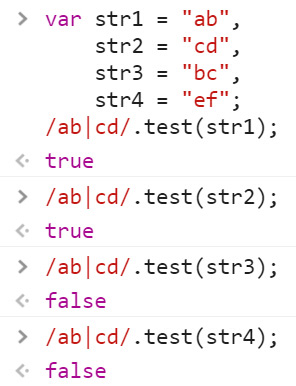 > var str1 = "ab",
str2 = "cd",
str3 = "bc",
str4 = "ef";
/ab|cd/.test(str1);
<· true
> /ab|cd/.test(str2);
<· true
> /ab|cd/.test(str3);
<· false
> /ab|cd/.test(str4);
<· false